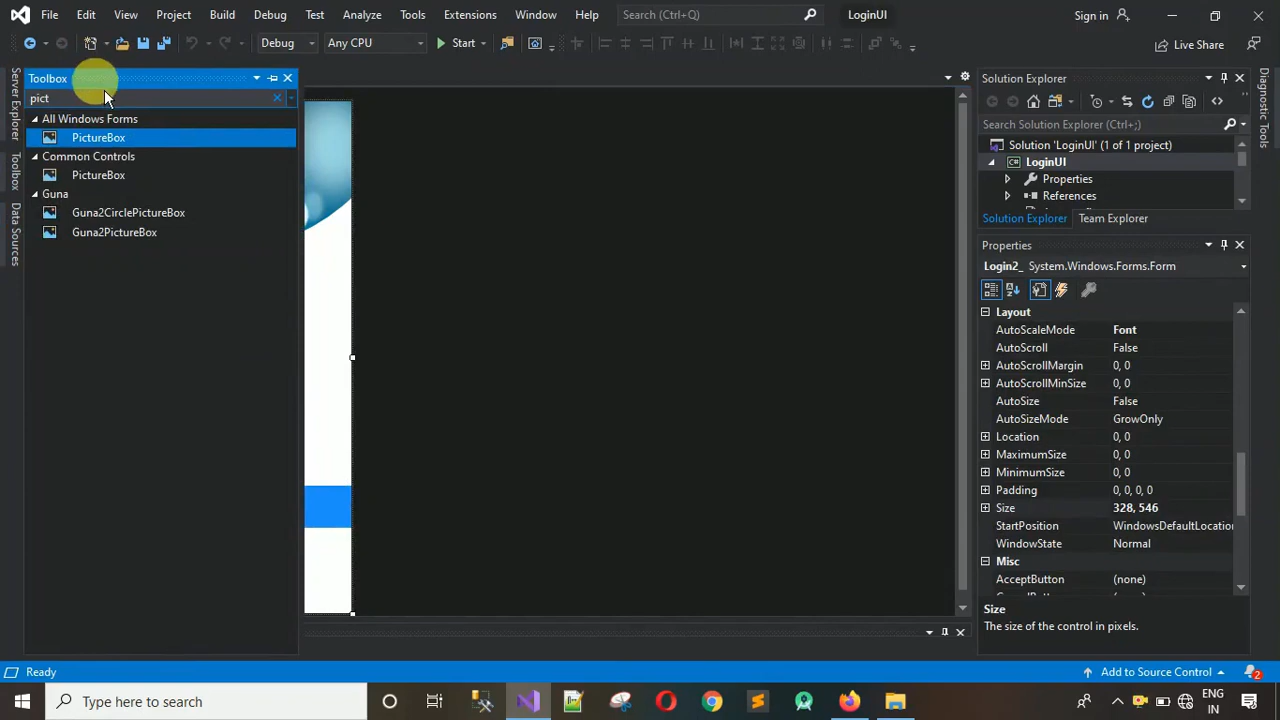 File Edit View Project Build Debug Test Analyze Tools Extensions Window Help Search (Ctrl+Q) LoginUI Sign in
Debug Any CPU Start Live Share
Server Explorer
Toolbox
Data Sources
Toolbox
pict
All Windows Forms
PictureBox
Common Controls
PictureBox
Guna
Guna2CirclePictureBox
Guna2PictureBox
Solution Explorer
Search Solution Explorer (Ctrl+;)
Solution 'LoginUI' (1 of 1 project)
C# LoginUI
Properties
References
Solution Explorer Team Explorer
Diagnostic Tools
Properties
Login2_ System.Windows.Forms.Form
Layout
AutoScaleMode Font
AutoScroll False
AutoScrollMargin 0, 0
AutoScrollMinSize 0, 0
AutoSize False
AutoSizeMode GrowOnly
Location 0, 0
MaximumSize 0, 0
MinimumSize 0, 0
Padding 0, 0, 0, 0
Size 328, 546
StartPosition WindowsDefaultLocation
WindowState Normal
Misc
AcceptButton (none)
Size
The size of the control in pixels.
Ready Add to Source Control 2
Type here to search ENG
IN